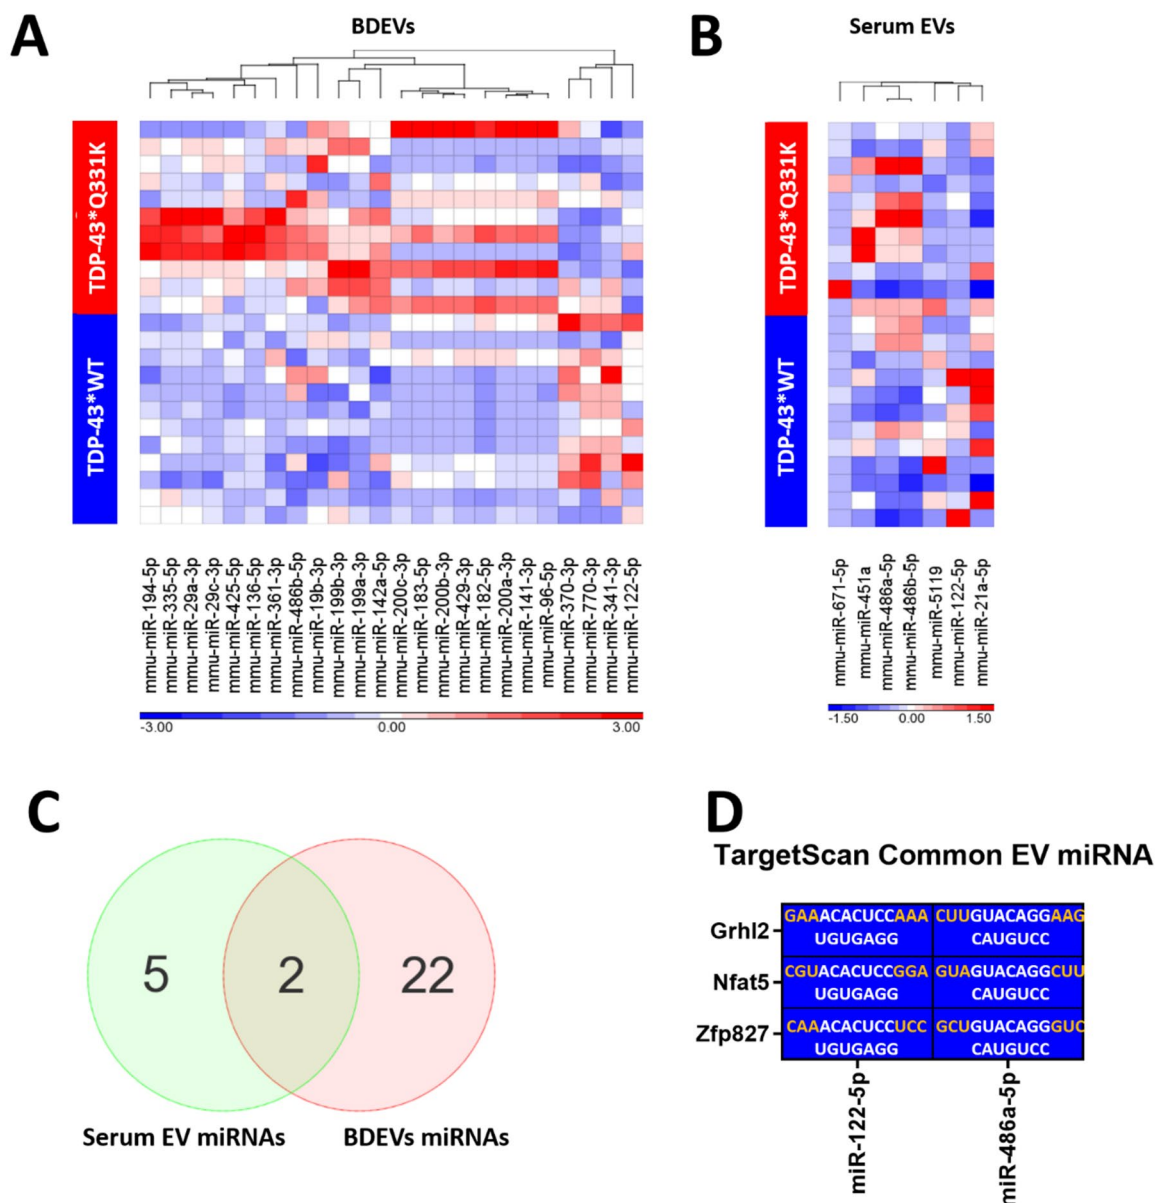 A
BDEVs
B
Serum EVs
TDP-43*Q331K
TDP-43*WT
TDP-43*Q331K
TDP-43*WT
mmu-miR-194-5p
mmu-miR-335-5p
mmu-miR-29a-3p
mmu-miR-29c-3p
mmu-miR-425-5p
mmu-miR-136-5p
mmu-miR-361-3p
mmu-miR-486b-5p
mmu-miR-19b-3p
mmu-miR-199b-3p
mmu-miR-199a-3p
mmu-miR-142a-5p
mmu-miR-200c-3p
mmu-miR-183-5p
mmu-miR-200b-3p
mmu-miR-429-3p
mmu-miR-182-5p
mmu-miR-200a-3p
mmu-miR-141-3p
mmu-miR-96-5p
mmu-miR-370-3p
mmu-miR-770-3p
mmu-miR-341-3p
mmu-miR-122-5p
mmu-miR-671-5p
mmu-miR-451a
mmu-miR-486a-5p
mmu-miR-486b-5p
mmu-miR-5119
mmu-miR-122-5p
mmu-miR-21a-5p
-3.00 0.00 3.00
-1.50 0.00 1.50
C
5 2 22
Serum EV miRNAs BDEVs miRNAs
D
TargetScan Common EV miRNA
Grhl2 GAAACACUCCAAA CUUGUACAGGAAG
UGUGAGG CAUGUCC
Nfat5 CGUACACUCCGGA GUAGUACAGGCUU
UGUGAGG CAUGUCC
Zfp827 CAAACACUCCUCC GCUGUACAGGGUC
UGUGAGG CAUGUCC
miR-122-5p
miR-486a-5p